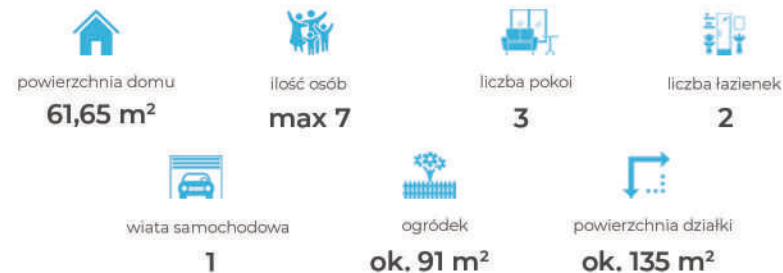 powierzchnia domu
61,65 m²
ilość osób
max 7
liczba pokoi
3
liczba łazienek
2
wiata samochodowa
1
ogródek
ok. 91 m²
powierzchnia działki
ok. 135 m²